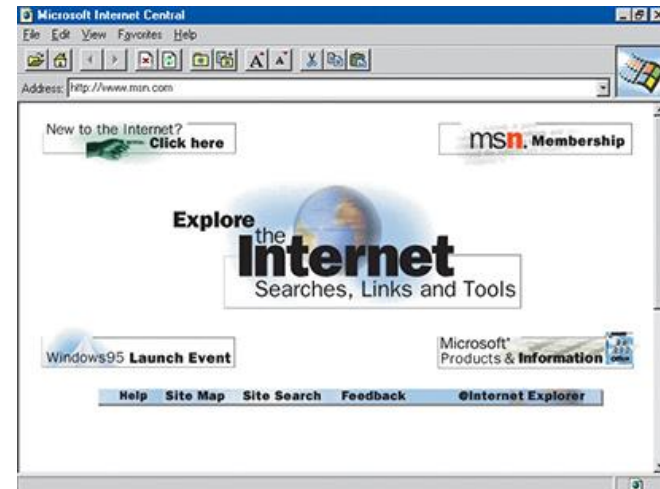 Microsoft Internet Central
File Edit View Favorites Help
A A
Address: http://www.msn.com
New to the Internet?
Click here
msn. Membership
Explore
the
Internet
Searches, Links and Tools
Windows95 Launch Event
Microsoft
Products & Information
Help Site Map Site Search Feedback @Internet Explorer